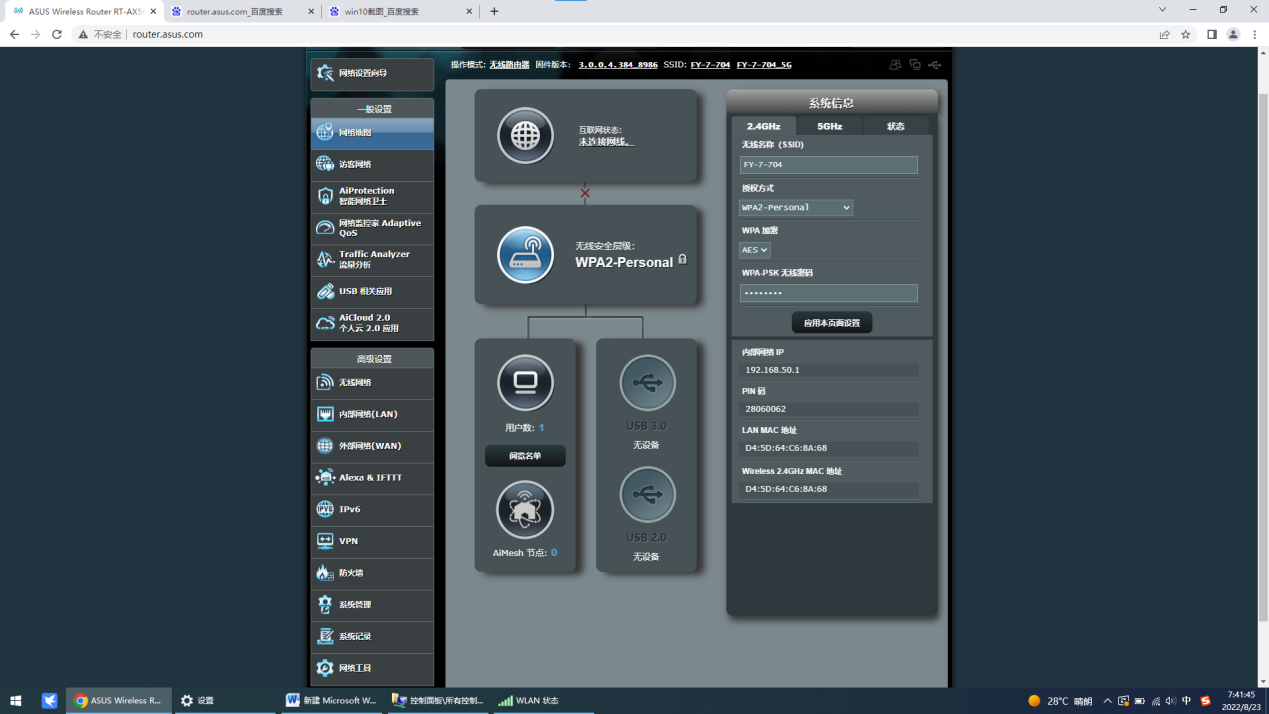 ASUS Wireless Router RT-AX5
router.asus.com_百度搜索
win10截图_百度搜索
不安全
router.asus.com
网络设置向导
操作模式: 无线路由器 固件版本: 3.0.0.4.384_8986 SSID: FY-7-704 FY-7-704_5G
一般设置
网络地图
访客网络
AiProtection
智能网络卫士
网络监控家 Adaptive
QoS
Traffic Analyzer
流量分析
USB 相关应用
AiCloud 2.0
个人云 2.0 应用
高级设置
无线网络
内部网络(LAN)
外部网络(WAN)
Alexa & IFTTT
IPv6
VPN
防火墙
系统管理
系统记录
网络工具
互联网状态:
未连接网线。
无线安全层级:
WPA2-Personal
用户数: 1
阅览名单
AiMesh 节点: 0
USB 3.0
无设备
USB 2.0
无设备
系统信息
2.4GHz 5GHz 状态
无线名称 (SSID)
FY-7-704
授权方式
WPA2-Personal
WPA 加密
AES
WPA-PSK 无线密码
••••••••
应用本页面设置
内部网络 IP
192.168.50.1
PIN 码
28060062
LAN MAC 地址
D4:5D:64:C6:8A:68
Wireless 2.4GHz MAC 地址
D4:5D:64:C6:8A:68
ASUS Wireless R...
设置
新建 Microsoft W...
控制面板\所有控制...
WLAN 状态
28°C 晴朗
中
7:41:45
2022/8/23